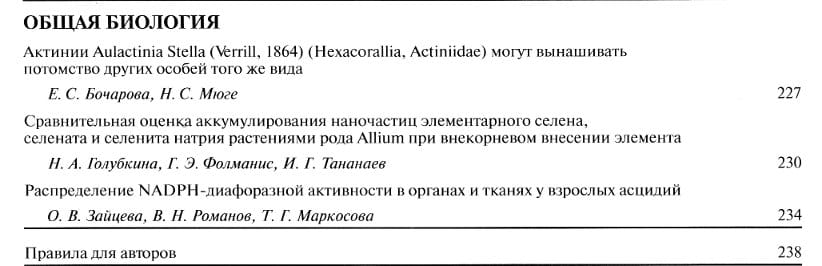 ОБЩАЯ БИОЛОГИЯ
Актинии Aulactinia Stella (Verrill, 1864) (Hexacorallia, Actiniidae) могут вынашивать
потомство других особей того же вида
Е. С. Бочарова, Н. С. Мюге 227
Сравнительная оценка аккумулирования наночастиц элементарного селена,
селената и селенита натрия растениями рода Allium при внекорневом внесении элемента
Н. А. Голубкина, Г. Э. Фолманис, И. Г. Тананаев 230
Распределение NADPH-диафоразной активности в органах и тканях у взрослых асцидий
О. В. Зайцева, В. Н. Романов, Т. Г. Маркосова 234
Правила для авторов 238